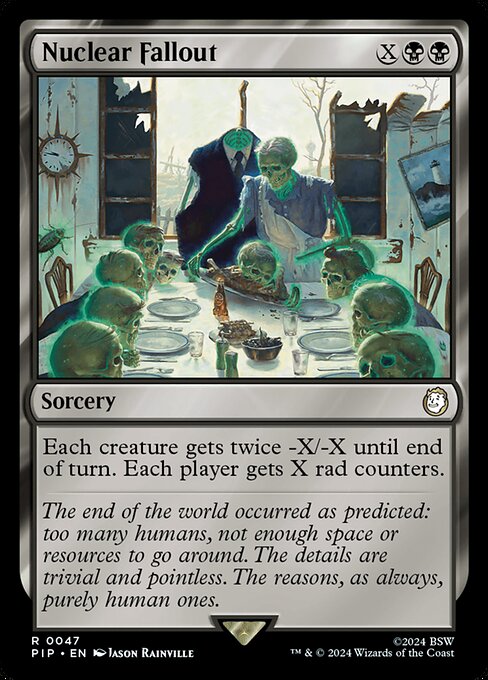 Nuclear Fallout X
Sorcery
Each creature gets twice -X/-X until end
of turn. Each player gets X rad counters.
The end of the world occurred as predicted:
too many humans, not enough space or
resources to go around. The details are
trivial and pointless. The reasons, as always,
purely human ones.
R 0047
PIP • EN Jason Rainville
©2024 BSW
™ & © 2024 Wizards of the Coast